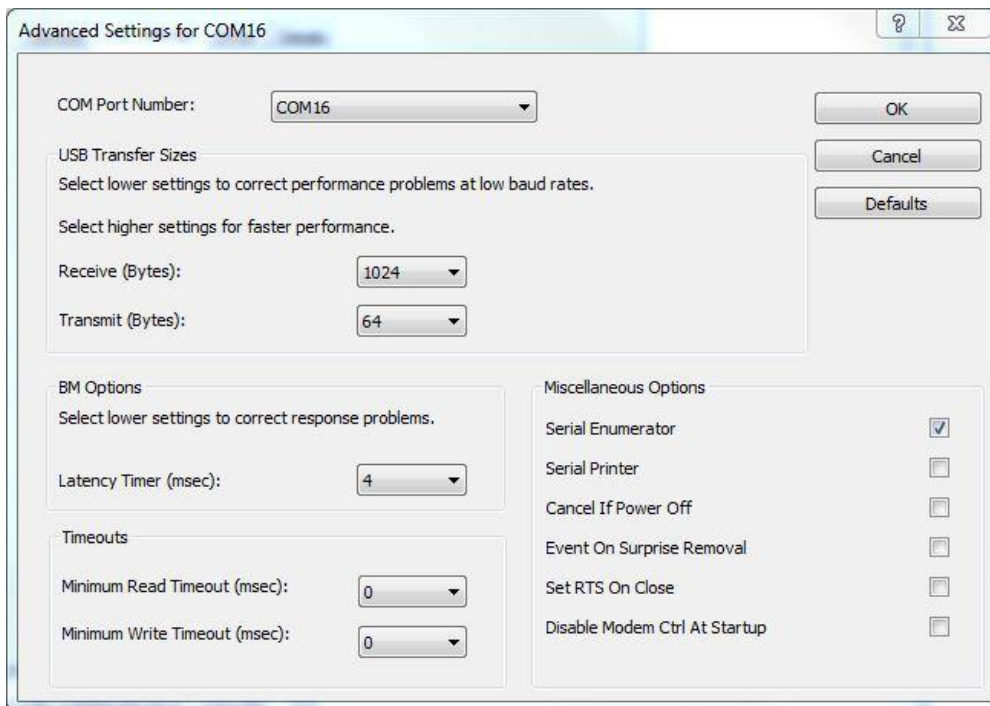 Advanced Settings for COM16
COM Port Number: COM16
OK
USB Transfer Sizes
Cancel
Select lower settings to correct performance problems at low baud rates.
Defaults
Select higher settings for faster performance.
Receive (Bytes): 1024
Transmit (Bytes): 64
BM Options
Select lower settings to correct response problems.
Latency Timer (msec): 4
Timeouts
Minimum Read Timeout (msec): 0
Minimum Write Timeout (msec): 0
Miscellaneous Options
Serial Enumerator
Serial Printer
Cancel If Power Off
Event On Surprise Removal
Set RTS On Close
Disable Modem Ctrl At Startup